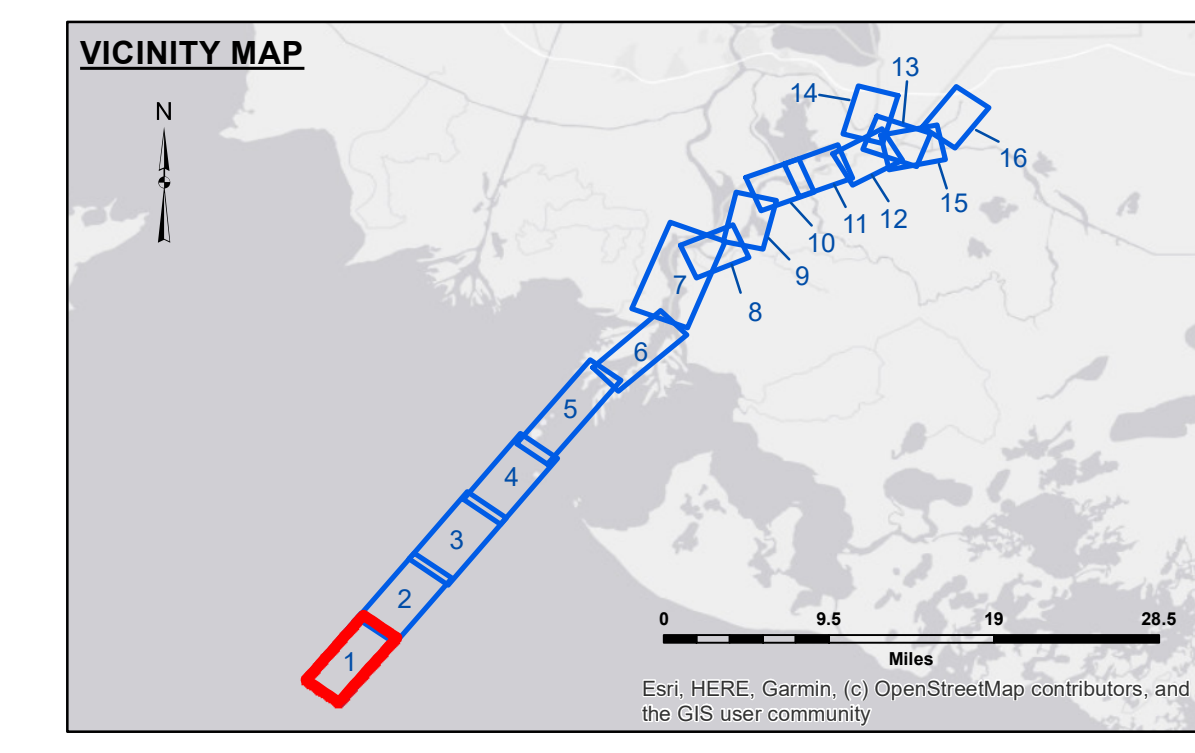 VICINITY MAP
N
13
14
16
15
12
11
10
9
8
7
6
5
4
3
2
1
0 9.5 19 28.5
Miles
Esri, HERE, Garmin, (c) OpenStreetMap contributors, and
the GIS user community